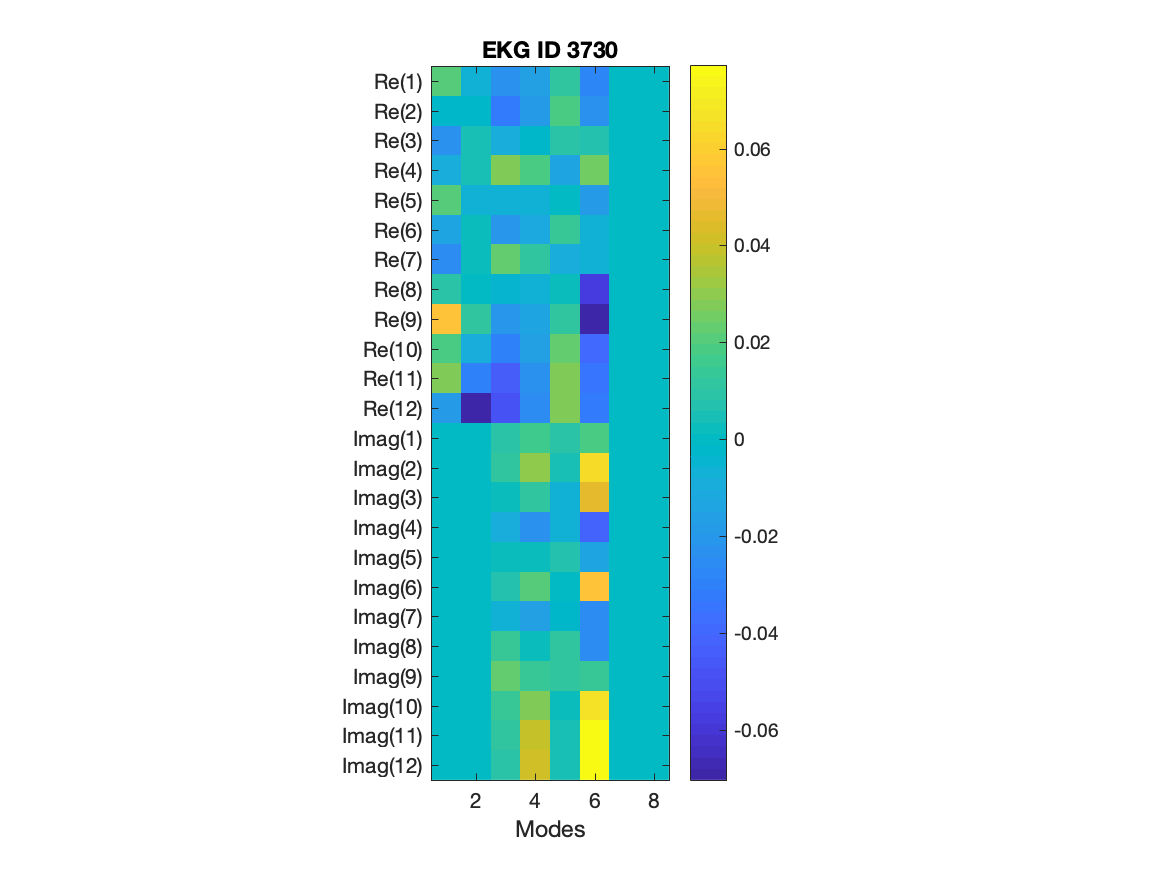 EKG ID 3730
Re(1)
Re(2)
Re(3)
Re(4)
Re(5)
Re(6)
Re(7)
Re(8)
Re(9)
Re(10)
Re(11)
Re(12)
Imag(1)
Imag(2)
Imag(3)
Imag(4)
Imag(5)
Imag(6)
Imag(7)
Imag(8)
Imag(9)
Imag(10)
Imag(11)
Imag(12)
2 4 6 8
Modes
0.06
0.04
0.02
0
-0.02
-0.04
-0.06